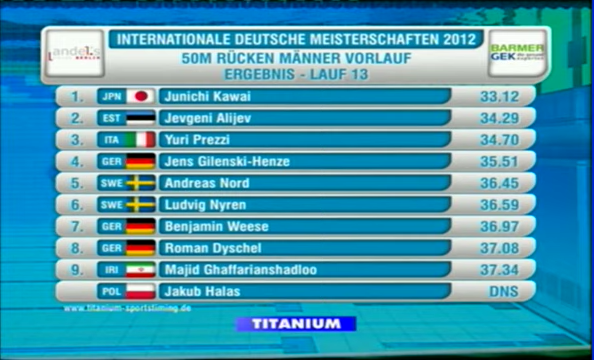 andel's
BERLIN
INTERNATIONALE DEUTSCHE MEISTERSCHAFTEN 2012
50M RÜCKEN MÄNNER VORLAUF
ERGEBNIS - LAUF 13
BARMER
GEK die gesund experten
1. JPN Junichi Kawai 33.12
2. EST Jevgeni Alijev 34.29
3. ITA Yuri Prezzi 34.70
4. GER Jens Gilenski-Henze 35.51
5. SWE Andreas Nord 36.45
6. SWE Ludvig Nyren 36.59
7. GER Benjamin Weese 36.97
8. GER Roman Dyschel 37.08
9. IRI Majid Ghaffarianshadloo 37.34
POL Jakub Halas DNS
www.titanium-sportstiming.de
TITANIUM